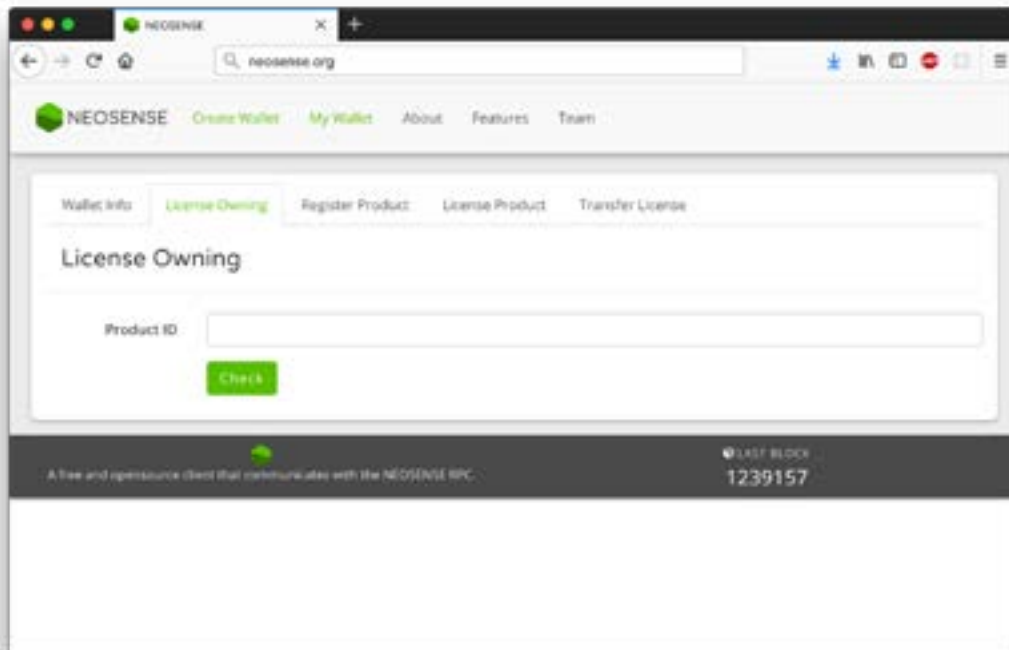 NEOSENSE
neosense.org
NEOSENSE Create Wallet My Wallet About Features Team
Wallet Info License Owning Register Product License Product Transfer License
License Owning
Product ID
Check
LAST BLOCK
A free and opensource client that communicates with the NEOSENSE RPC.
1239157